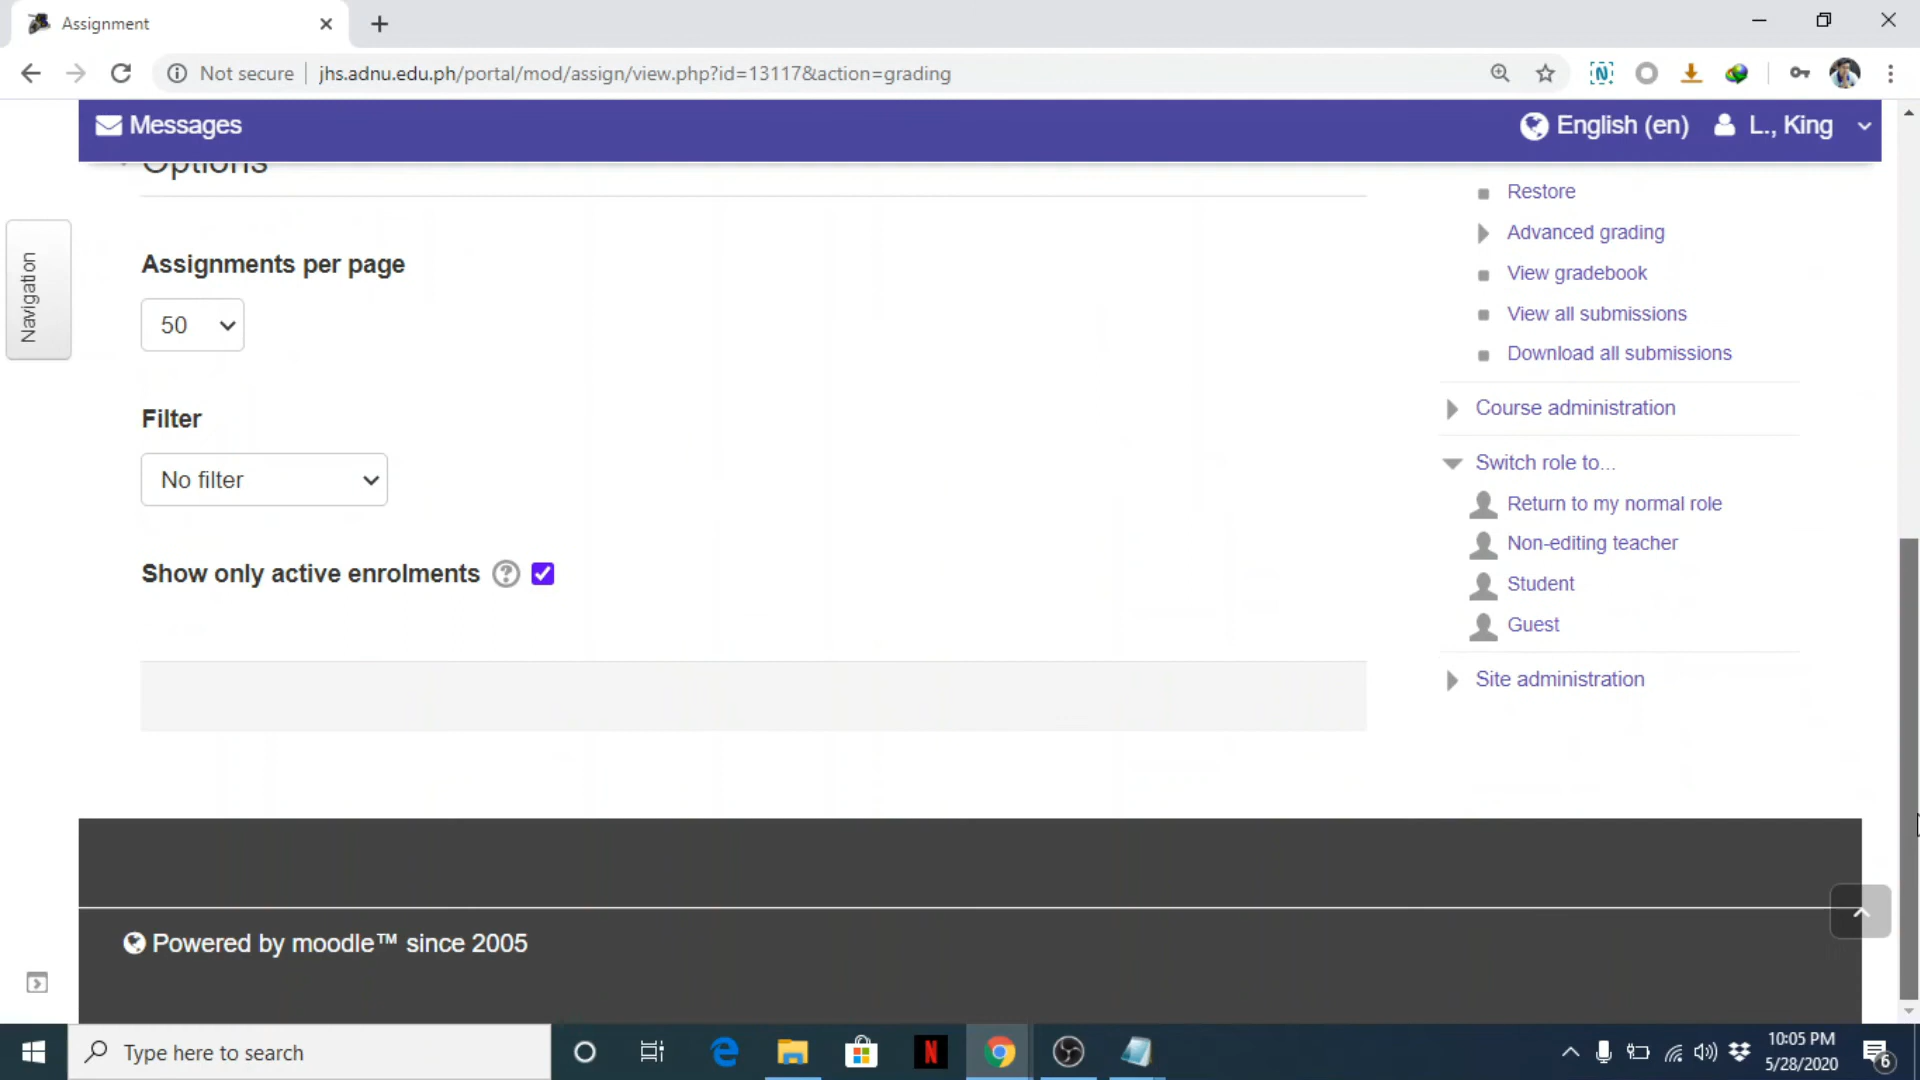 Assignment
Not secure
jhs.adnu.edu.ph/portal/mod/assign/view.php?id=13117&action=grading
Messages
English (en)
L., King
Options
Navigation
Assignments per page
50
Filter
No filter
Show only active enrolments
Restore
Advanced grading
View gradebook
View all submissions
Download all submissions
Course administration
Switch role to...
Return to my normal role
Non-editing teacher
Student
Guest
Site administration
Powered by moodle™ since 2005
Type here to search
10:05 PM
5/28/2020
6